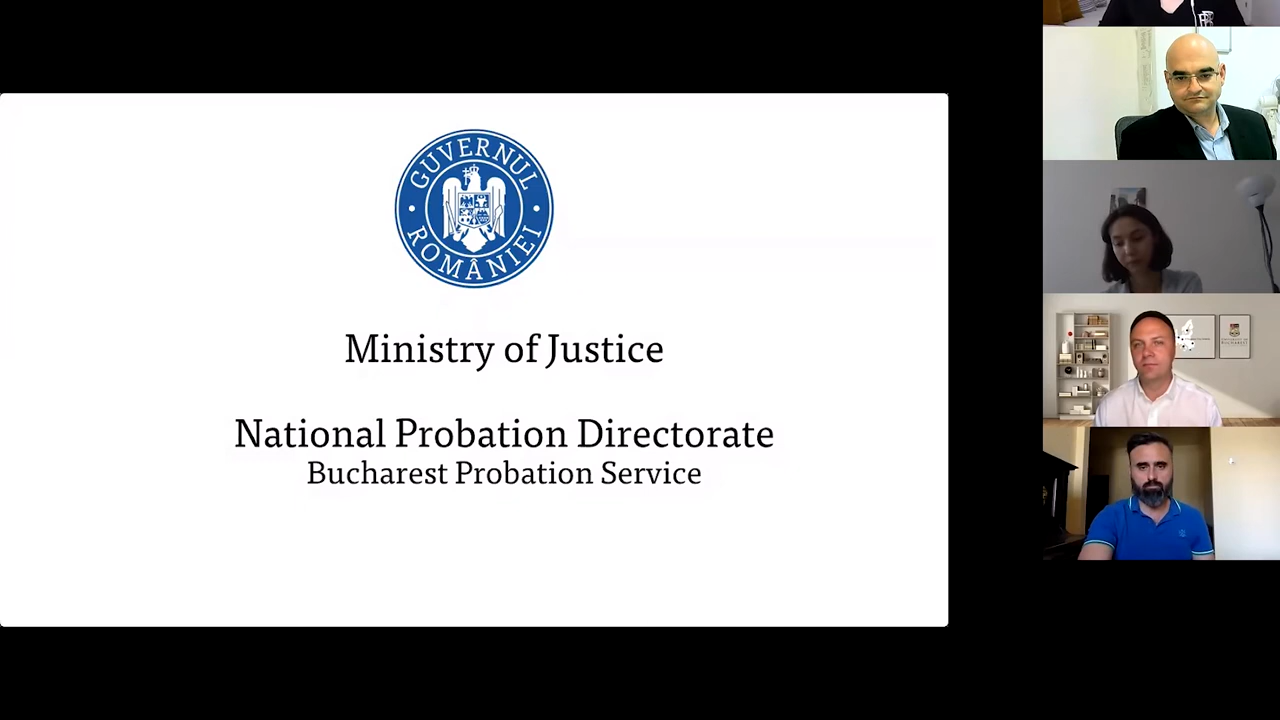 GUVERNUL
ROMÂNIEI
Ministry of Justice
National Probation Directorate
Bucharest Probation Service